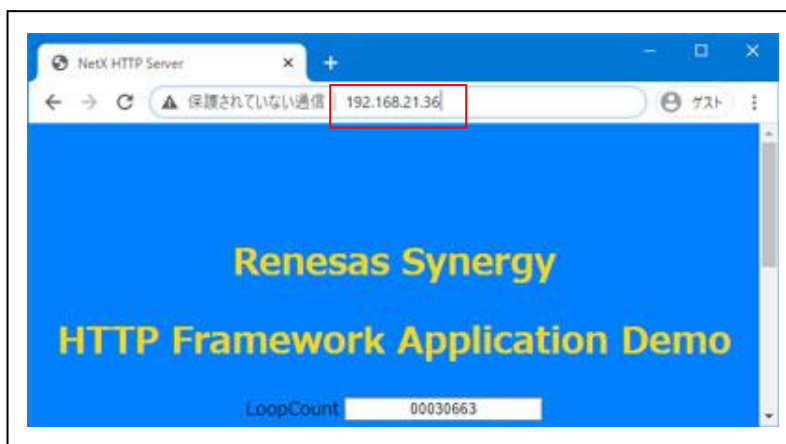 NetX HTTP Server
保護されていない通信 192.168.21.36 ゲスト
Renesas Synergy
HTTP Framework Application Demo
LoopCount 00030663